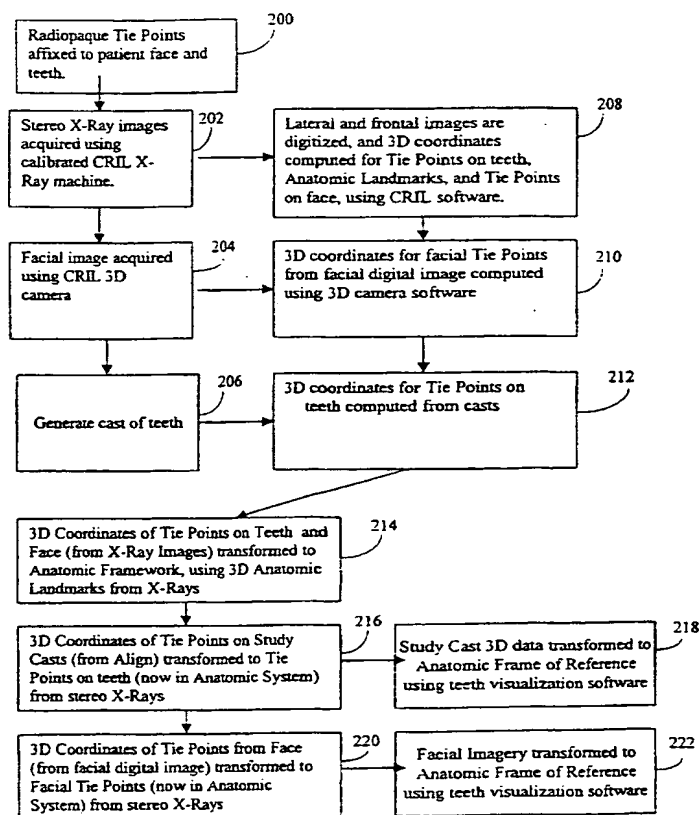 200
Radiopaque Tie Points
affixed to patient face and
teeth.
202
Stereo X-Ray images
acquired using
calibrated CRIL X-
Ray machine.
208
Lateral and frontal images are
digitized, and 3D coordinates
computed for Tie Points on teeth,
Anatomic Landmarks, and Tie Points
on face, using CRIL software.
204
Facial image acquired
using CRIL 3D
camera
210
3D coordinates for facial Tie Points
from facial digital image computed
using 3D camera software
206
Generate cast of teeth
212
3D coordinates for Tie Points on
teeth computed from casts
214
3D Coordinates of Tie Points on Teeth and
Face (from X-Ray Images) transformed to
Anatomic Framework, using 3D Anatomic
Landmarks from X-Rays
216
3D Coordinates of Tie Points on Study
Casts (from Align) transformed to Tie
Points on teeth (now in Anatomic System)
from stereo X-Rays
218
Study Cast 3D data transformed to
Anatomic Frame of Reference
using teeth visualization software
220
3D Coordinates of Tie Points from Face
(from facial digital image) transformed to
Facial Tie Points (now in Anatomic
System) from stereo X-Rays
222
Facial Imagery transformed to
Anatomic Frame of Reference
using teeth visualization software